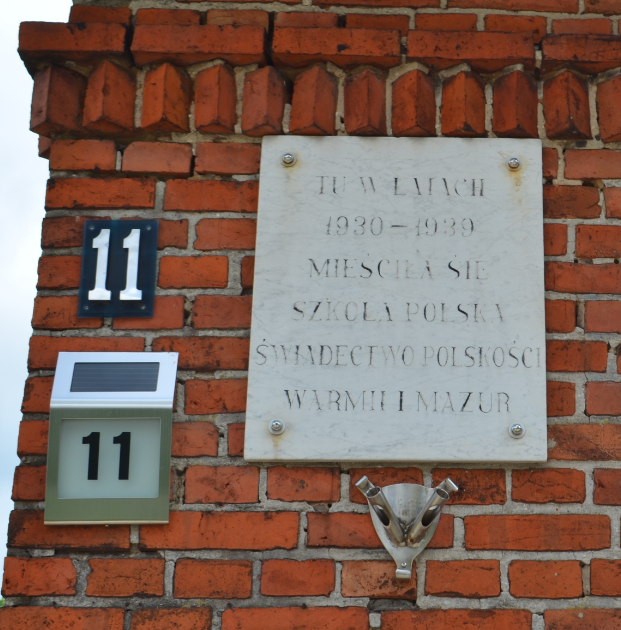 11
11
TU W LATACH
1930 – 1939
MIEŚCIŁA SIĘ
SZKOŁA POLSKA
ŚWIADECTWO POLSKOŚCI
WARMII I MAZUR